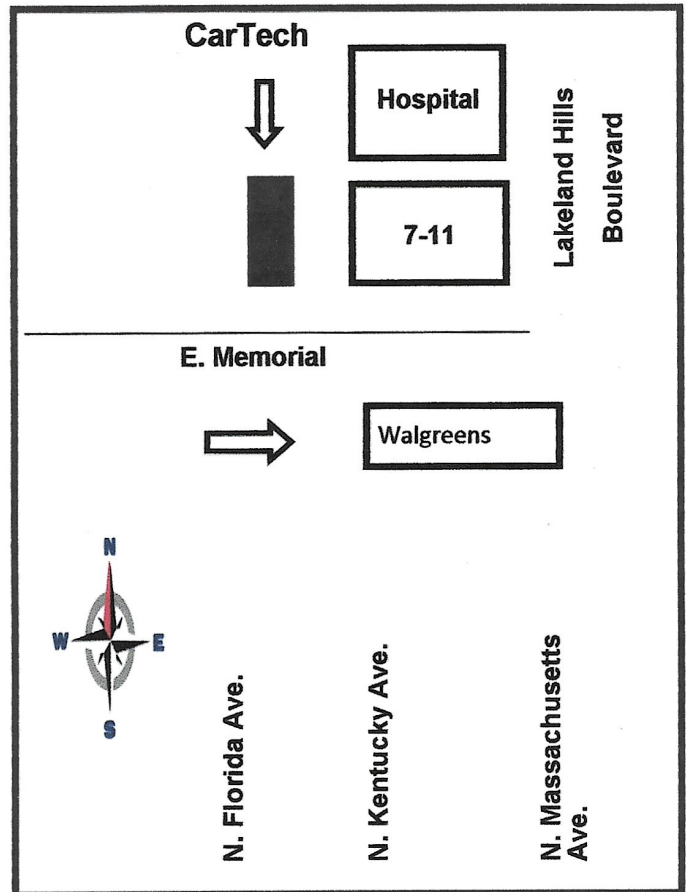 CarTech
Hospital
Lakeland Hills
Boulevard
7-11
E. Memorial
Walgreens
N
W E
S
N. Florida Ave.
N. Kentucky Ave.
N. Massachusetts
Ave.